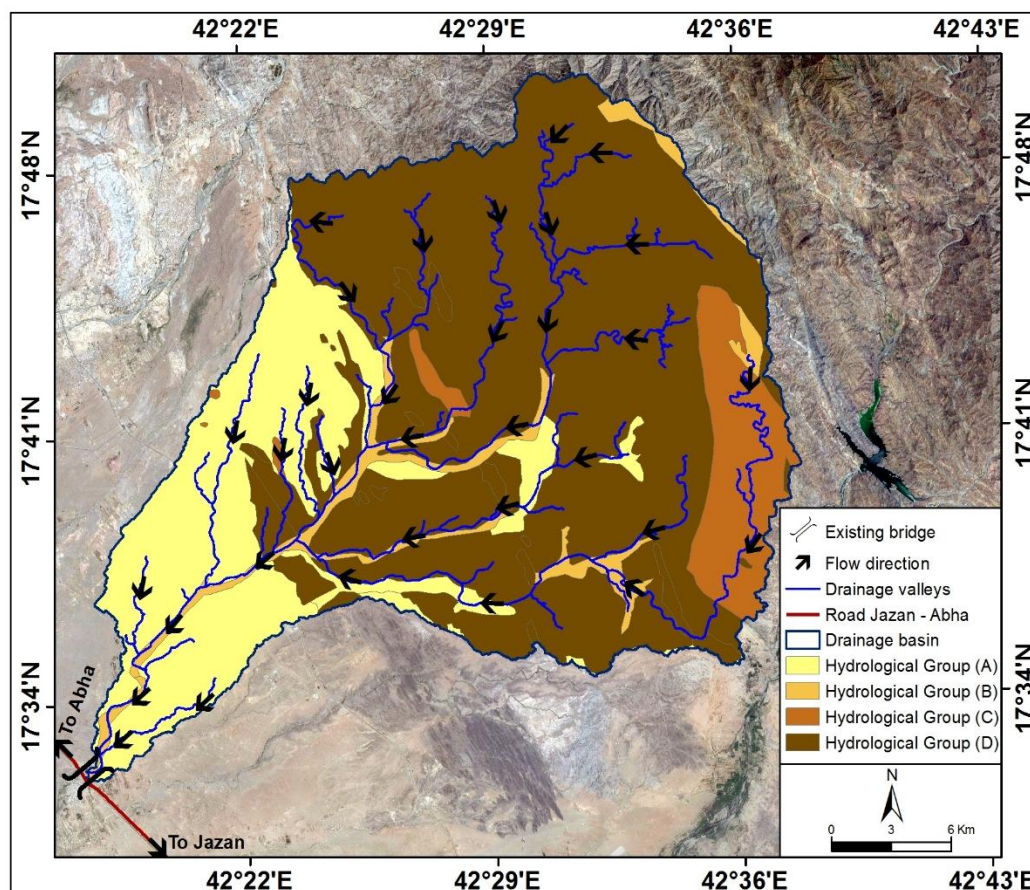 42°22'E
42°29'E
42°36'E
42°43'E
17°48'N
17°48'N
17°41'N
17°41'N
Existing bridge
Flow direction
Drainage valleys
Road Jazan - Abha
Drainage basin
Hydrological Group (A)
Hydrological Group (B)
Hydrological Group (C)
Hydrological Group (D)
17°34'N
17°34'N
To Abha
N
0 3 6 Km
To Jazan
42°22'E
42°29'E
42°36'E
42°43'E